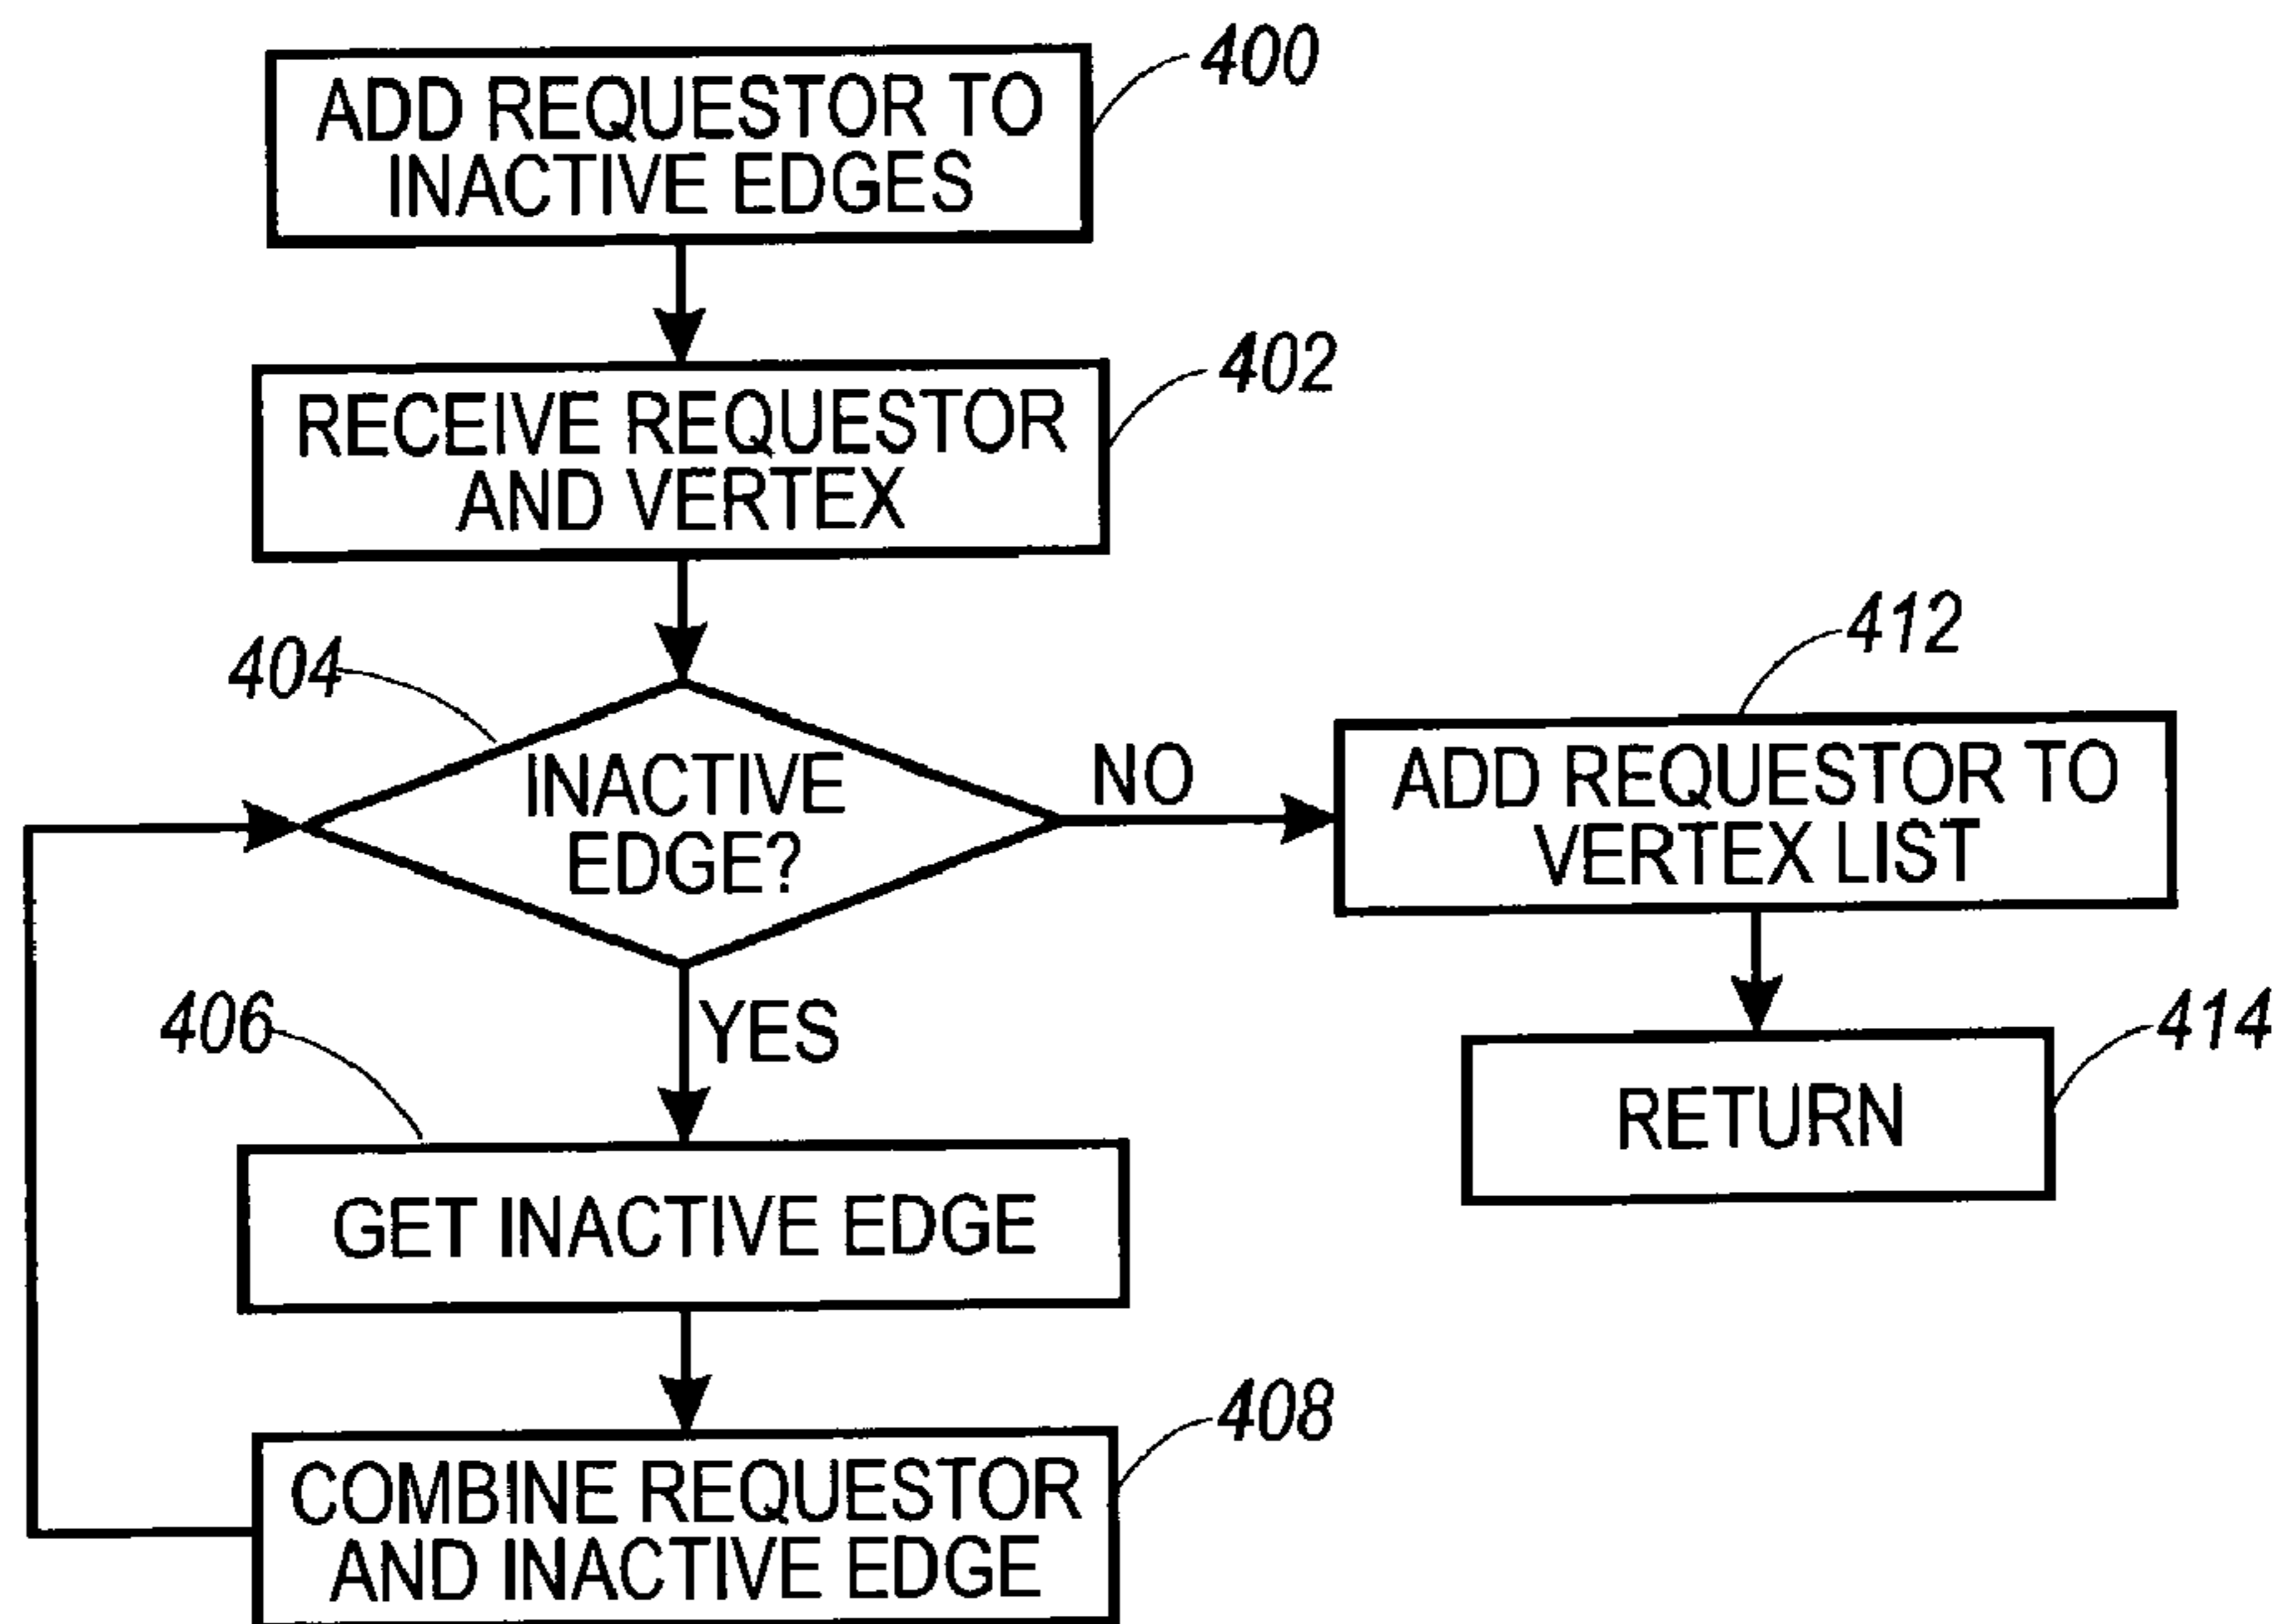 400
ADD REQUESTOR TO
INACTIVE EDGES
402
RECEIVE REQUESTOR
AND VERTEX
404
INACTIVE
EDGE?
NO
412
ADD REQUESTOR TO
VERTEX LIST
YES
406
414
RETURN
GET INACTIVE EDGE
408
COMBINE REQUESTOR
AND INACTIVE EDGE